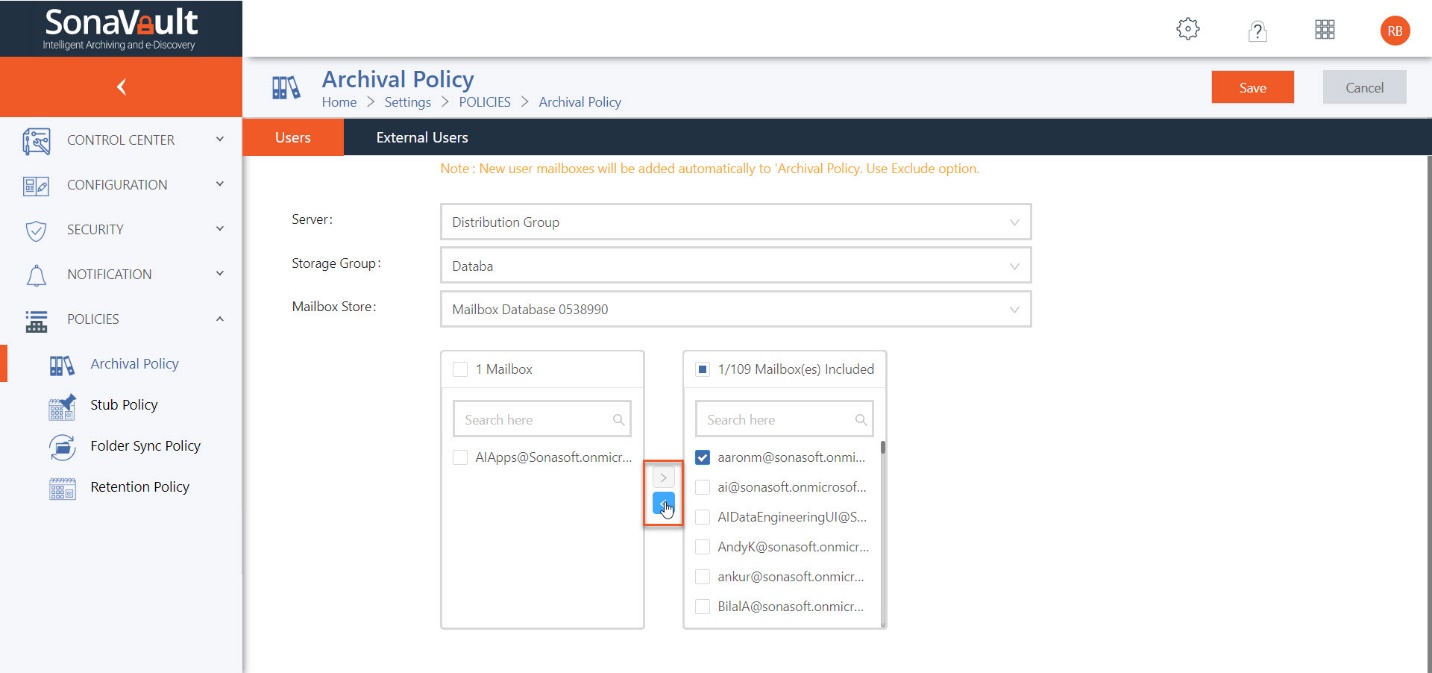 SonaVault
Intelligent Archiving and e-Discovery
?
RB
Archival Policy
Home > Settings > POLICIES > Archival Policy
Save
Cancel
CONTROL CENTER
CONFIGURATION
SECURITY
NOTIFICATION
POLICIES
Archival Policy
Stub Policy
Folder Sync Policy
Retention Policy
Users
External Users
Note : New user mailboxes will be added automatically to 'Archival Policy. Use Exclude option.
Server:
Distribution Group
Storage Group:
Databa
Mailbox Store:
Mailbox Database 0538990
1 Mailbox
Search here
AIApps@Sonasoft.onmicr...
1/109 Mailbox(es) Included
Search here
aaronm@sonasoft.onmi...
ai@sonasoft.onmicrosof...
AIDataEngineeringUI@S...
AndyK@sonasoft.onmicr...
ankur@sonasoft.onmicr...
BilalA@sonasoft.onmicr...